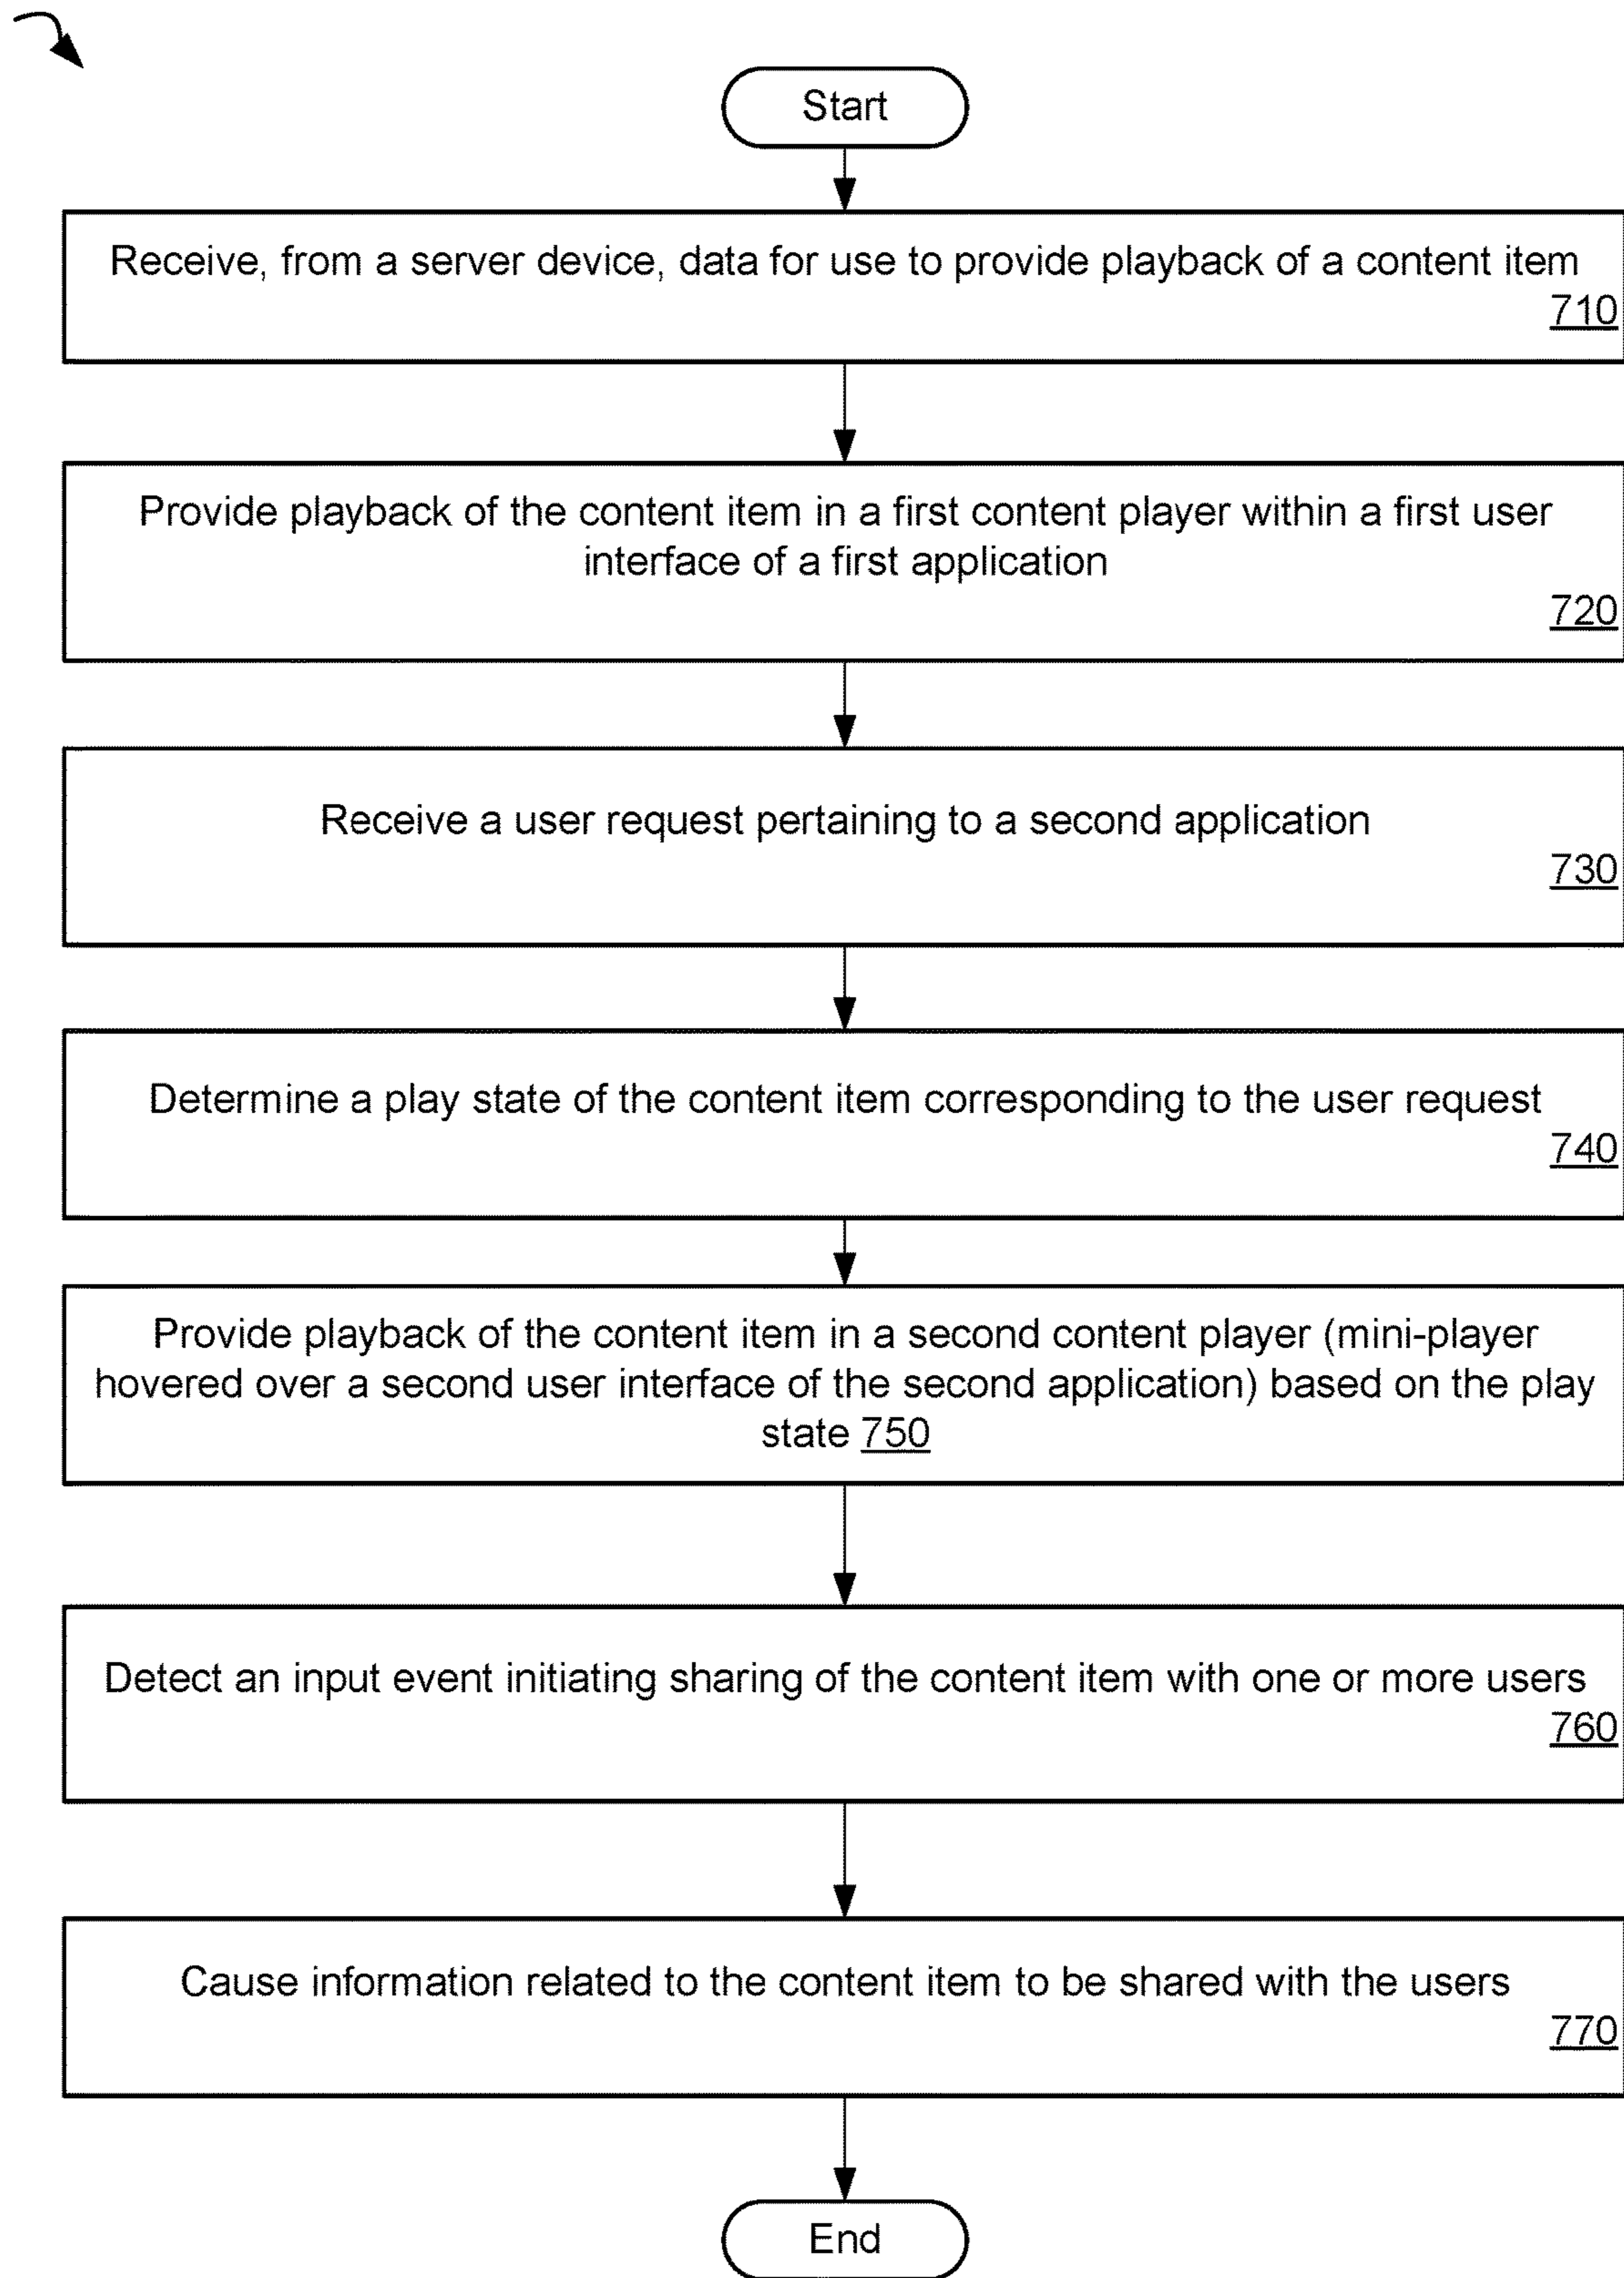 Start
Receive, from a server device, data for use to provide playback of a content item
710
Provide playback of the content item in a first content player within a first user
interface of a first application
720
Receive a user request pertaining to a second application
730
Determine a play state of the content item corresponding to the user request
740
Provide playback of the content item in a second content player (mini-player
hovered over a second user interface of the second application) based on the play
state 750
Detect an input event initiating sharing of the content item with one or more users
760
Cause information related to the content item to be shared with the users
770
End